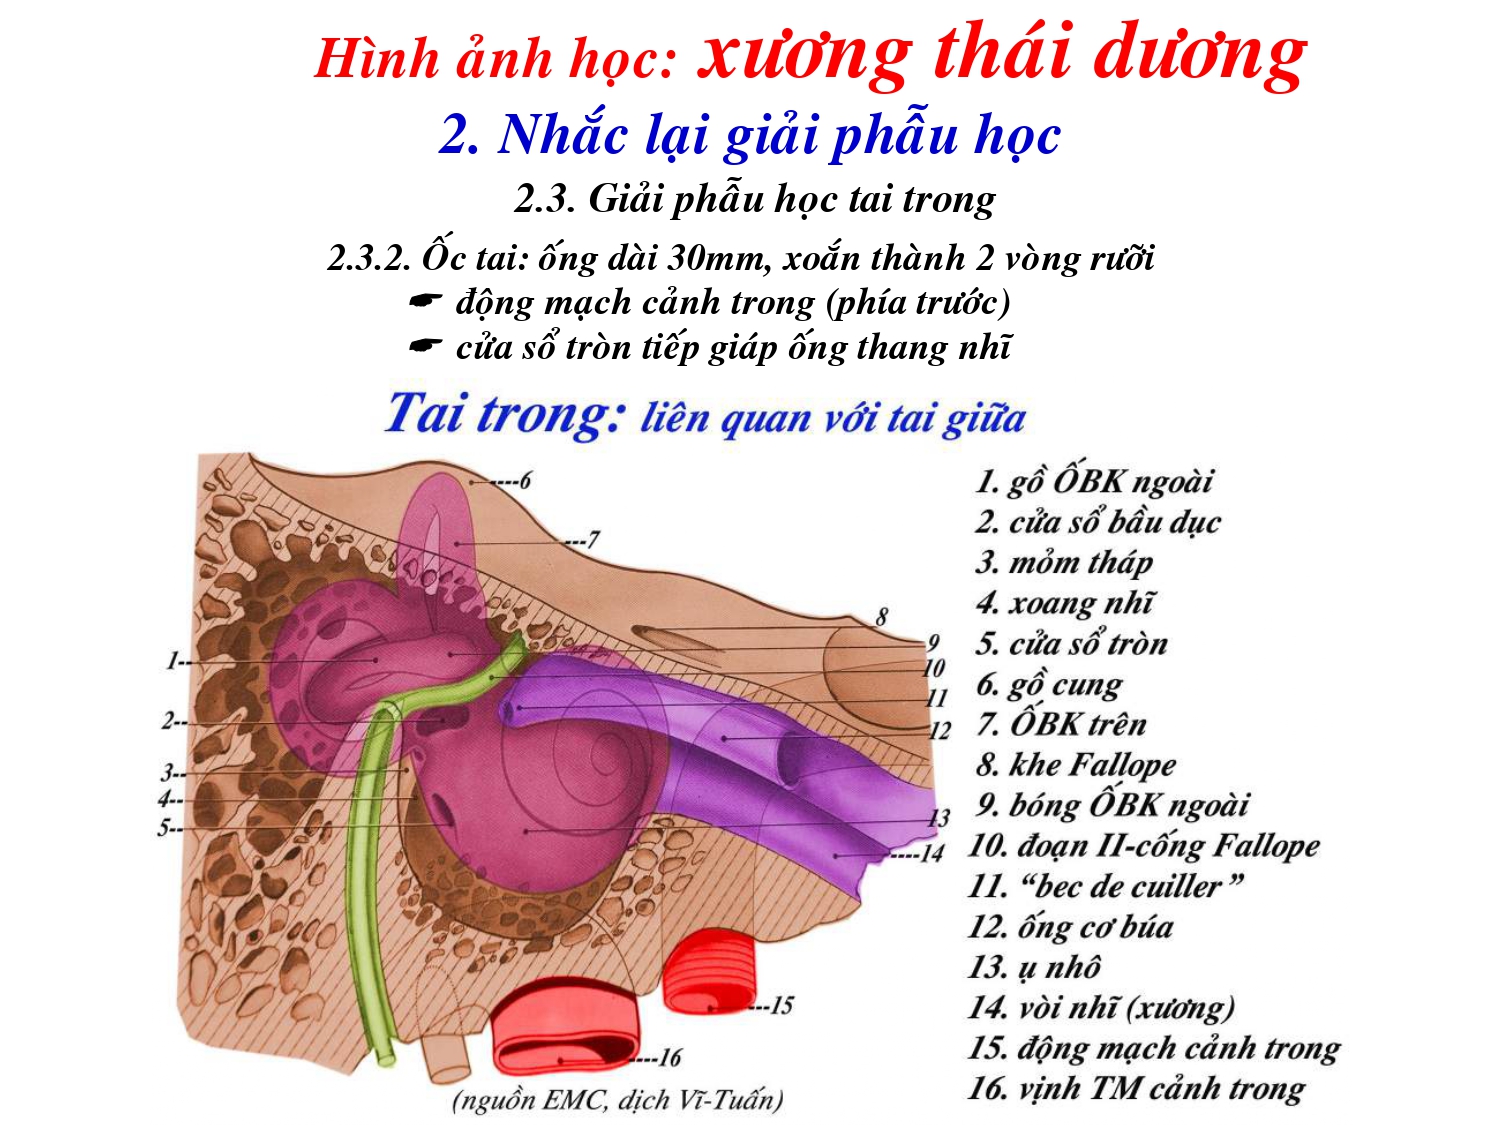 Hình ảnh học: xương thái dương
2. Nhắc lại giải phẫu học
2.3. Giải phẫu học tai trong
2.3.2. Ốc tai: ống dài 30mm, xoắn thành 2 vòng rưỡi
☛ động mạch cảnh trong (phía trước)
☛ cửa sổ tròn tiếp giáp ống thang nhĩ
Tai trong: liên quan với tai giữa
1. gồ ỐBK ngoài
2. cửa sổ bầu dục
3. mỏm tháp
4. xoang nhĩ
5. cửa sổ tròn
6. gồ cung
7. ỐBK trên
8. khe Fallope
9. bóng ỐBK ngoài
10. đoạn II-cống Fallope
11. “bec de cuiller”
12. ống cơ búa
13. ụ nhô
14. vòi nhĩ (xương)
15. động mạch cảnh trong
16. vịnh TM cảnh trong
6
7
8
9
10
11
12
13
14
1
2
3
4
5
15
16
(nguồn EMC, dịch Vĩ-Tuấn)